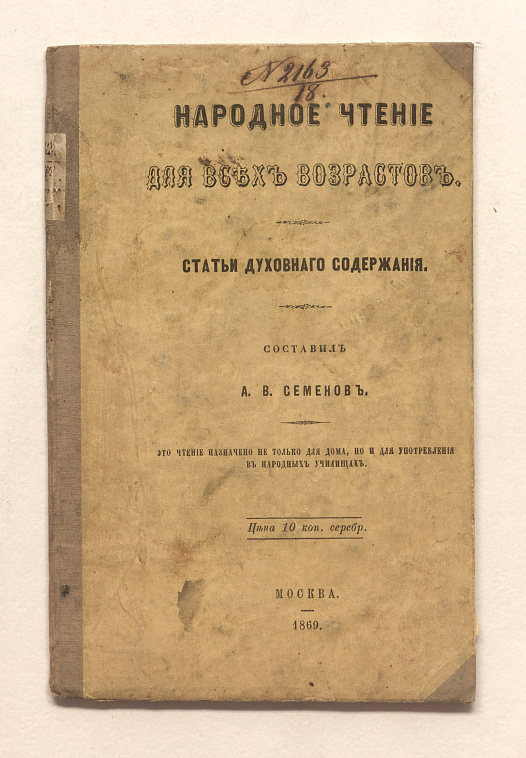 N 2163
18.
НАРОДНОЕ ЧТЕНІЕ
ДЛЯ ВСѢХЪ ВОЗРАСТОВЪ.
СТАТЬИ ДУХОВНАГО СОДЕРЖАНІЯ.
СОСТАВИЛЪ
А. В. СЕМЕНОВЪ.
ЭТО ЧТЕНІЕ НАЗНАЧЕНО НЕ ТОЛЬКО ДЛЯ ДОМА, НО И ДЛЯ УПОТРЕБЛЕНІЯ
ВЪ НАРОДНЫХЪ УЧИЛИЩАХЪ.
Цѣна 10 коп. серебр.
МОСКВА.
1869.